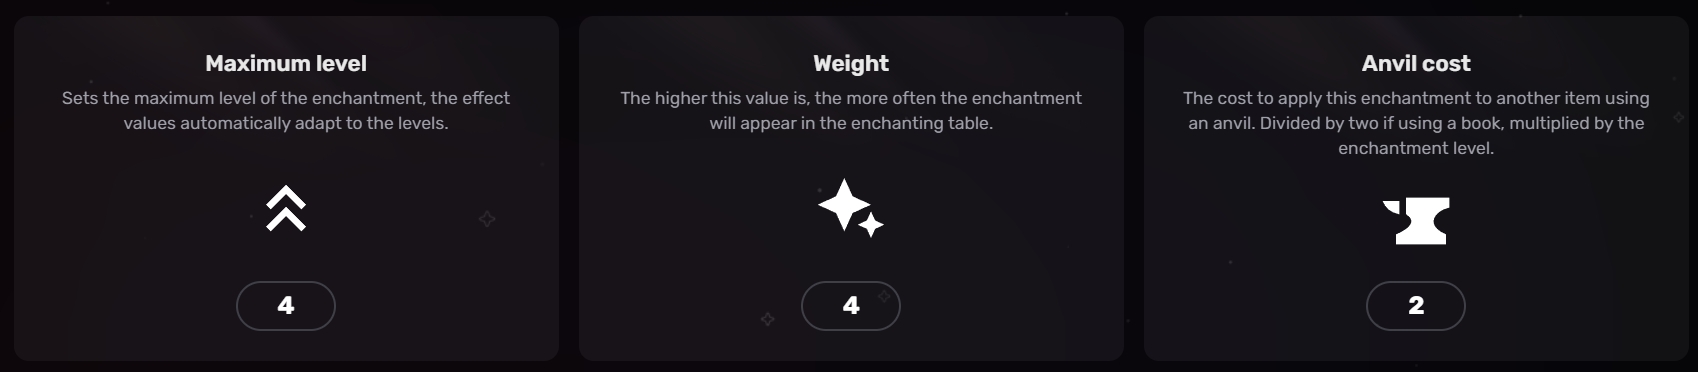 Maximum level
Sets the maximum level of the enchantment, the effect
values automatically adapt to the levels.
4
Weight
The higher this value is, the more often the enchantment
will appear in the enchanting table.
4
Anvil cost
The cost to apply this enchantment to another item using
an anvil. Divided by two if using a book, multiplied by the
enchantment level.
2